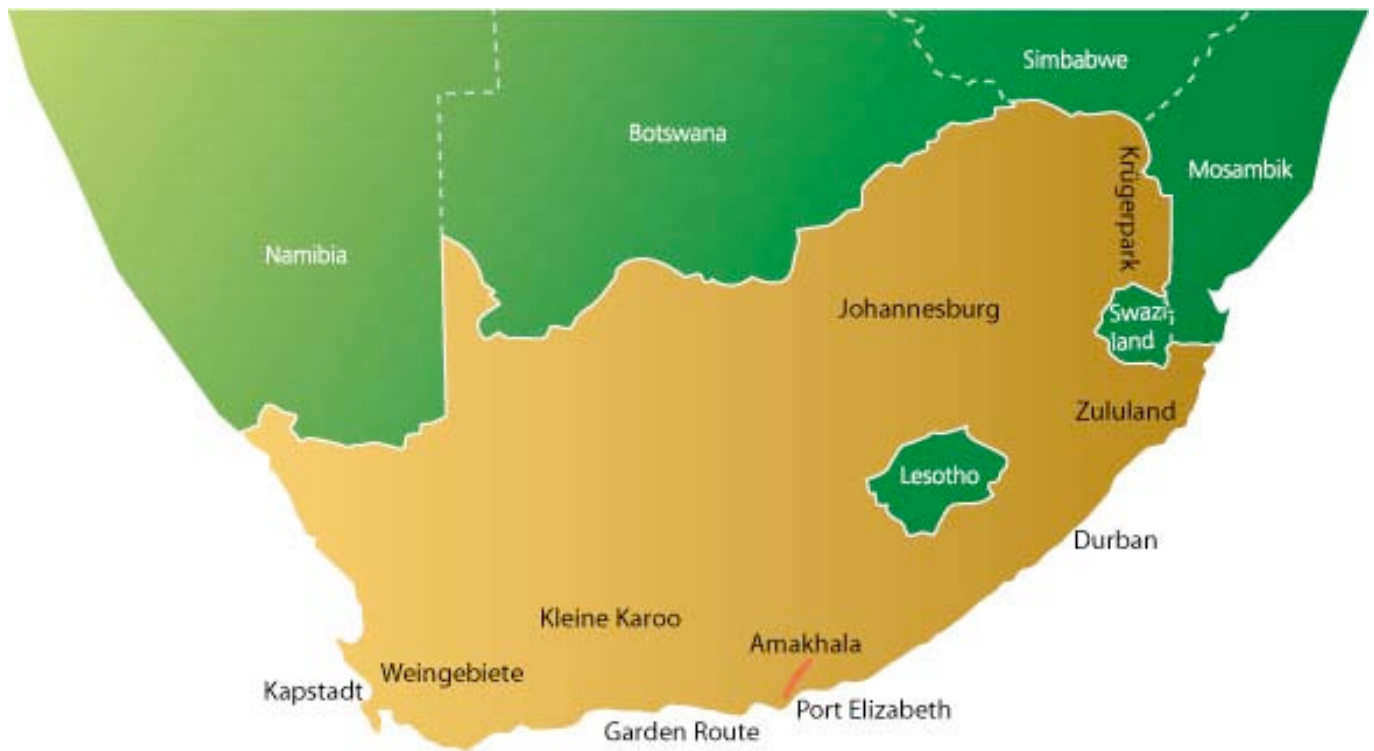 Simbabwe
Botswana
Mosambik
Krügerpark
Namibia
Johannesburg
Swazi-
land
Zululand
Lesotho
Durban
Kleine Karoo
Amakhala
Weingebiete
Kapstadt
Port Elizabeth
Garden Route